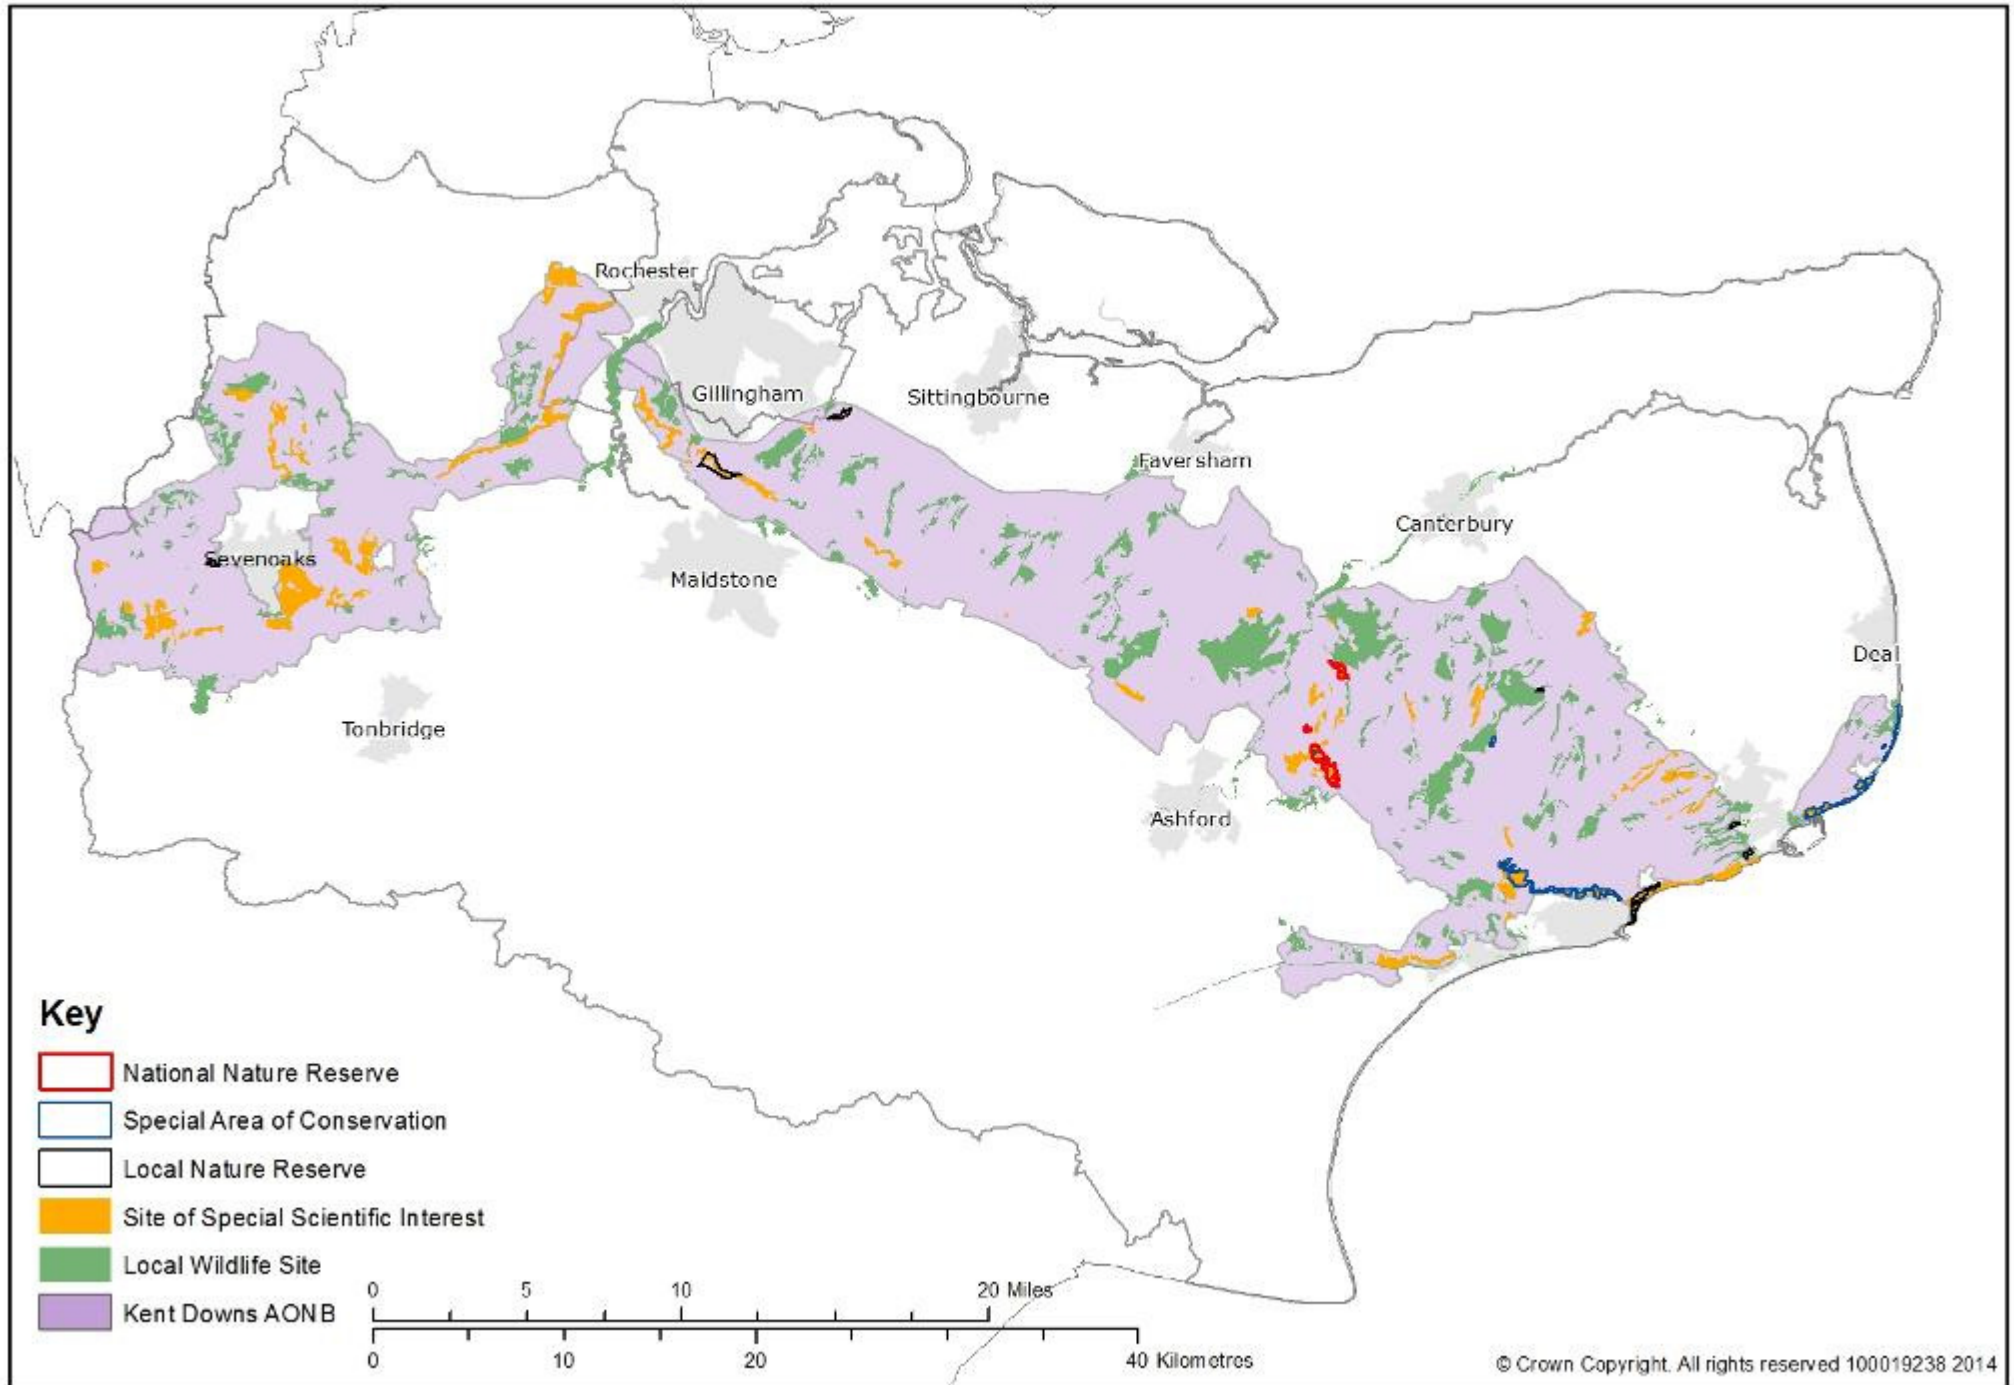 Rochester
Gillingham
Sittingbourne
Faversham
Canterbury
Sevenoaks
Maidstone
Deal
Tonbridge
Ashford
Key
National Nature Reserve
Special Area of Conservation
Local Nature Reserve
Site of Special Scientific Interest
Local Wildlife Site
Kent Downs AONB
0 5 10 20 Miles
0 10 20 40 Kilometres
© Crown Copyright. All rights reserved 100019238 2014